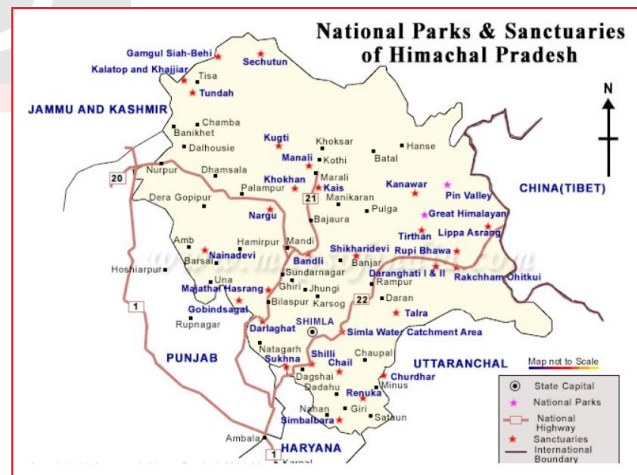 National Parks & Sanctuaries
of Himachal Pradesh
Gamgul Siah-Behi
Sechutun
Kalatop and Khajjiar
Tisa
Tundah
N
JAMMU AND KASHMIR
Chamba
Banikhet
Dalhousie
Kugti
Khoksar
Hanse
Manali
Kothi
Batal
Nurpur
Dhamsala
Marali
CHINA(TIBET)
20
Palampur
Khokhan
Kais
Kanawar
Pin Valley
Dera Gopipur
21
Manikaran
Nargu
Pulga
Great Himalayan
Bajaura
Tirthan
Lippa Asrang
Amb
Hamirpur
Mandi
Shikharidevi
Rupi Bhawa
Nainadevi
Barsai
Bandli
Banjar
Hoshiarpur
Sundarnagar
Daranghati I & II
Rakchham Ohitkui
Una
Ghiri
Jhungi
Rampur
Majathal Hasrang
22
Bilaspur
Karsog
Daran
1
Gobindsagal
Talra
Rupnagar
Darlaghat
SHIMLA
Simla Water Catchment Area
PUNJAB
Natagarh
Shilli
Chaupal
UTTARANCHAL
Map not to Scale
Sukhna
Chail
Dagshai
Churdhar
State Capital
Dadahu
Minus
National Parks
Renuka
National
Highway
Nahan
Giri
Sataun
Sanctuaries
Simbalbara
International
Boundary
Ambala
HARYANA
1
Karnal